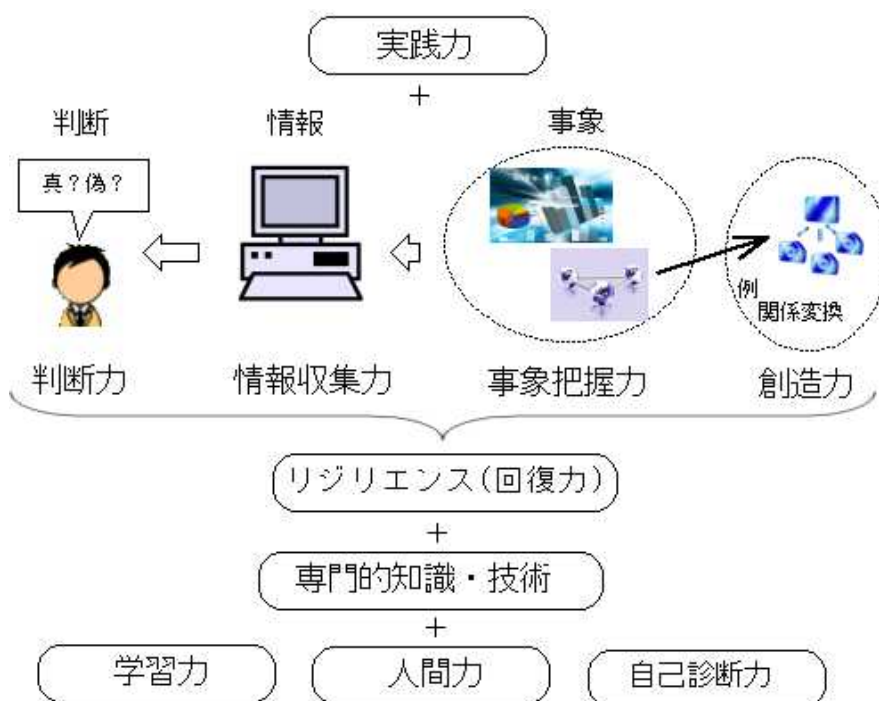 実践力
+
判断 情報 事象
真?偽?
例
関係変換
判断力 情報収集力 事象把握力 創造力
リジリエンス(回復力)
+
専門的知識・技術
+
学習力 人間力 自己診断力